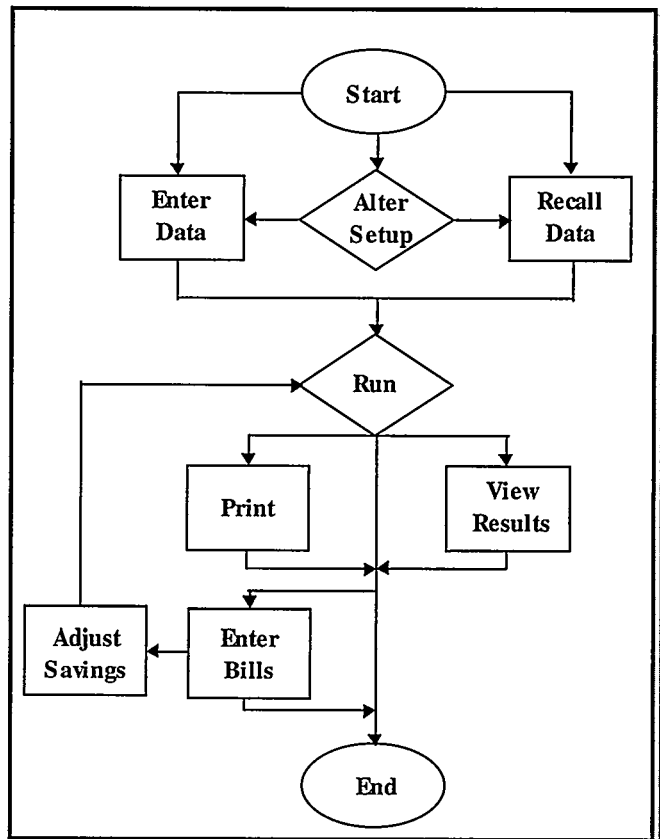 Start
Enter
Data
Alter
Setup
Recall
Data
Run
Print
View
Results
Adjust
Savings
Enter
Bills
End